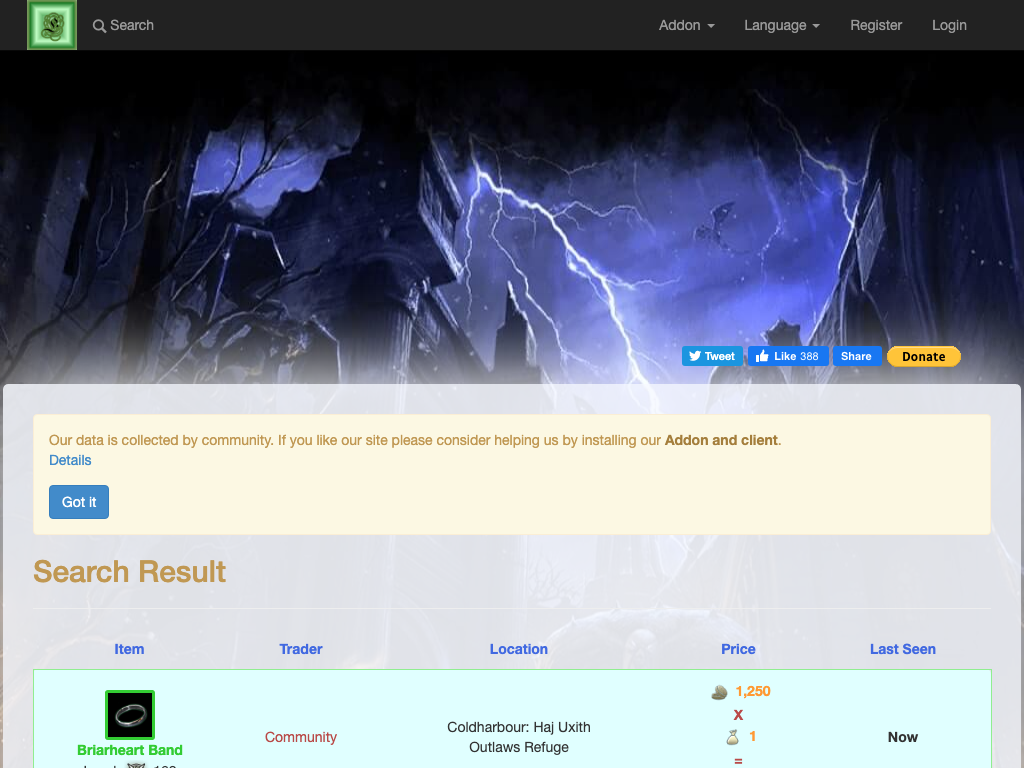 Search
Addon
Language
Register
Login
Tweet
Like 388
Share
Donate
Our data is collected by community. If you like our site please consider helping us by installing our Addon and client.
Details
Got it
Search Result
Item
Trader
Location
Price
Last Seen
Briarheart Band
Community
Coldharbour: Haj Uxith
Outlaws Refuge
1,250
X
1
=
Now